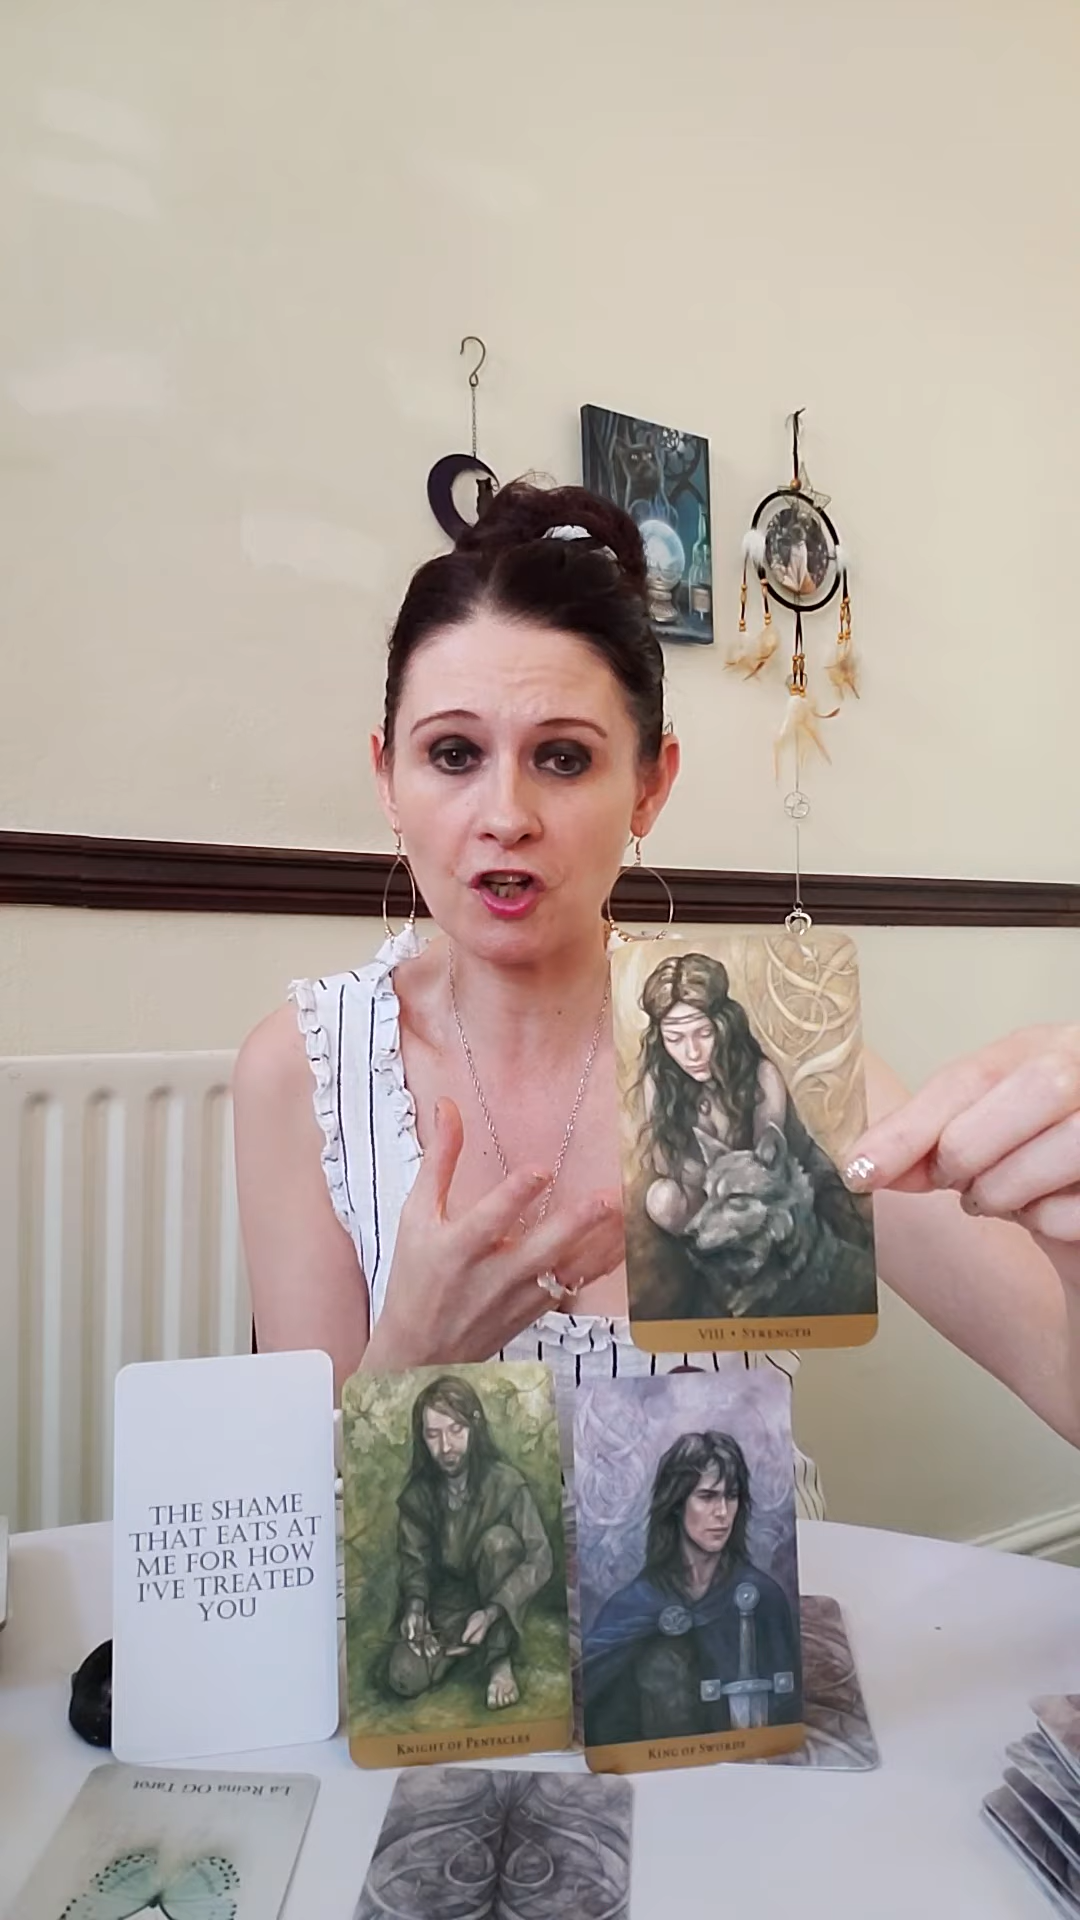 VIII • STRENGTH
THE SHAME
THAT EATS AT
ME FOR HOW
I'VE TREATED
YOU
KNIGHT OF PENTACLES
KING OF SWORDS
La Reina OG Tarot